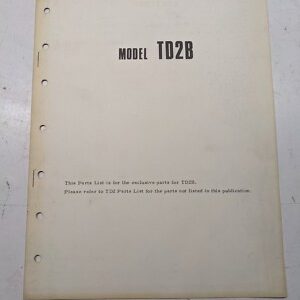 MODEL TD2B
This Parts List is for the exclusive parts for TD2B.
Please refer to TD2 Parts List for the parts not listed in this publication.